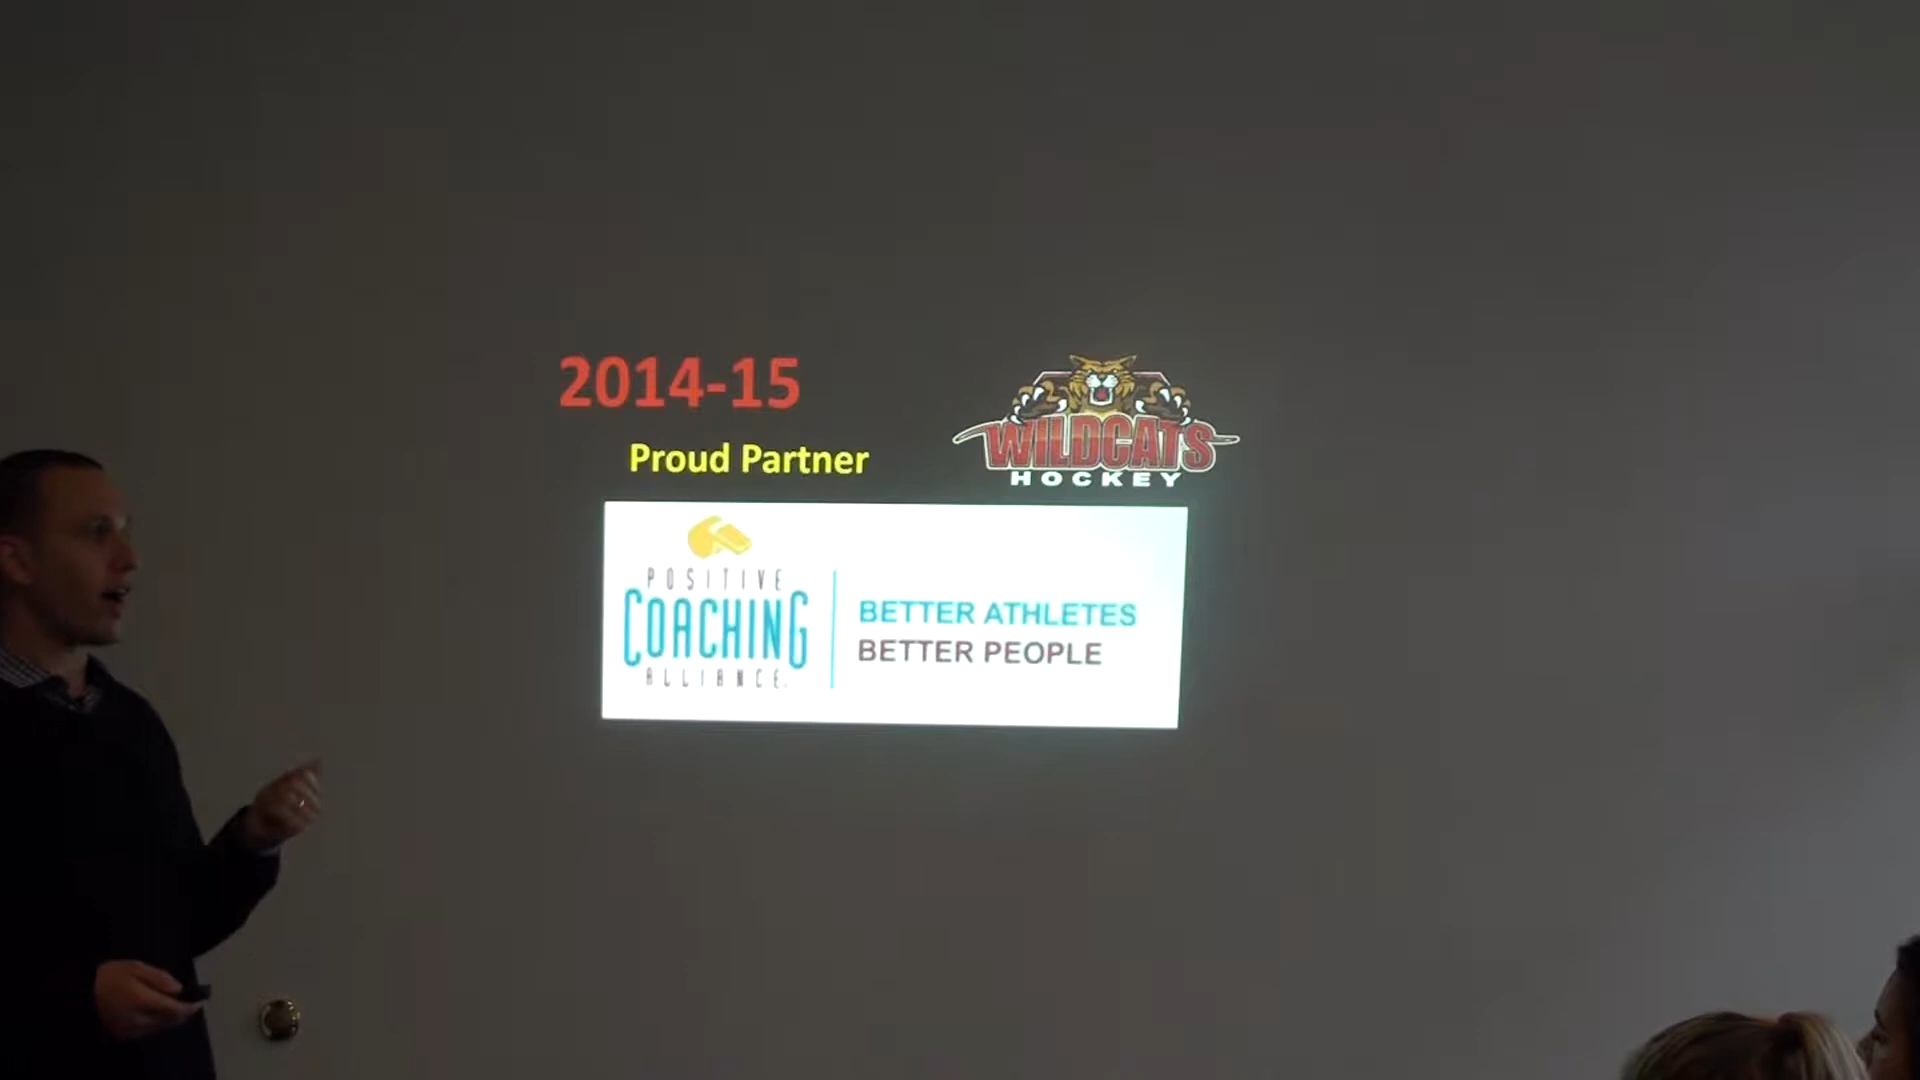 2014-15
Proud Partner
WILDCATS
HOCKEY
POSITIVE
COACHING
ALLIANCE
BETTER ATHLETES
BETTER PEOPLE